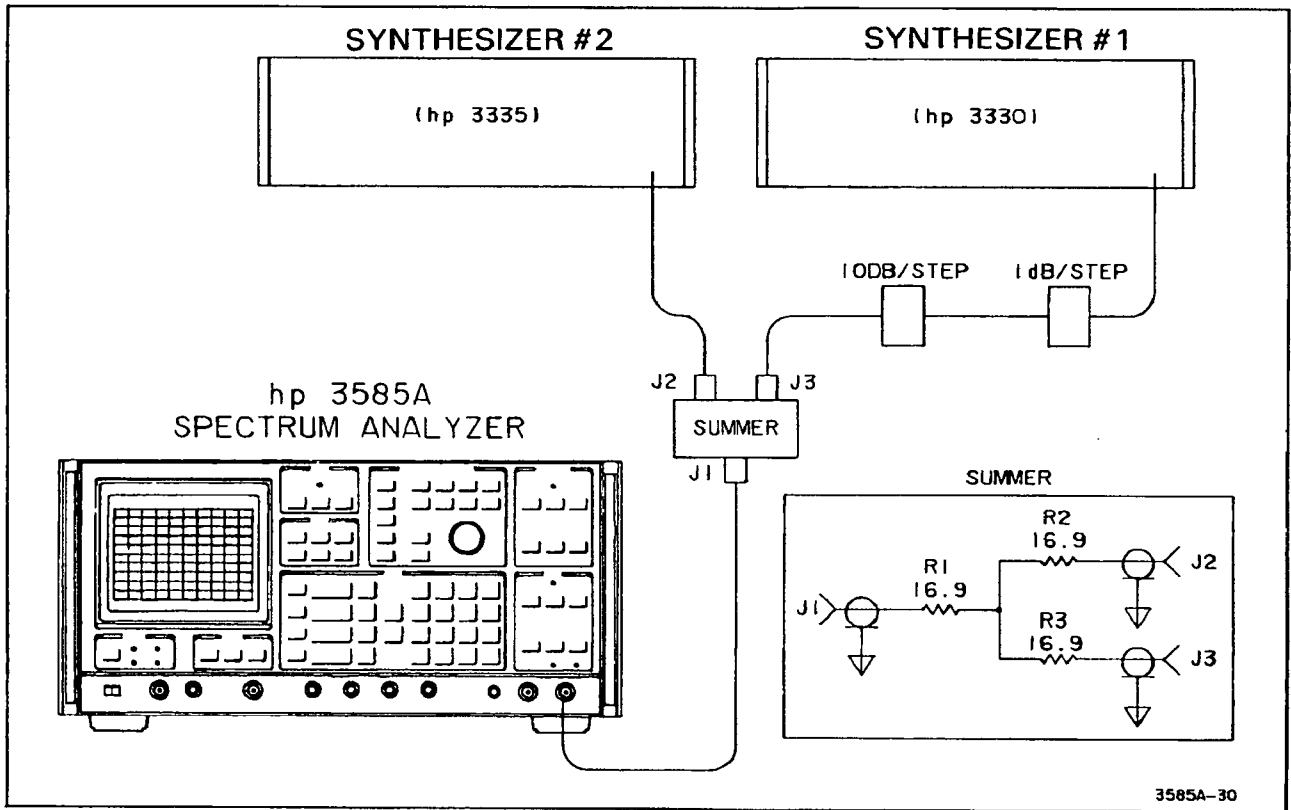 SYNTHESIZER #2
SYNTHESIZER #1
(hp 3335)
(hp 3330)
10DB/STEP
1dB/STEP
J2
J3
SUMMER
J1
hp 3585A
SPECTRUM ANALYZER
SUMMER
R2
16.9
J2
R1
16.9
J1
R3
16.9
J3
3585A-30